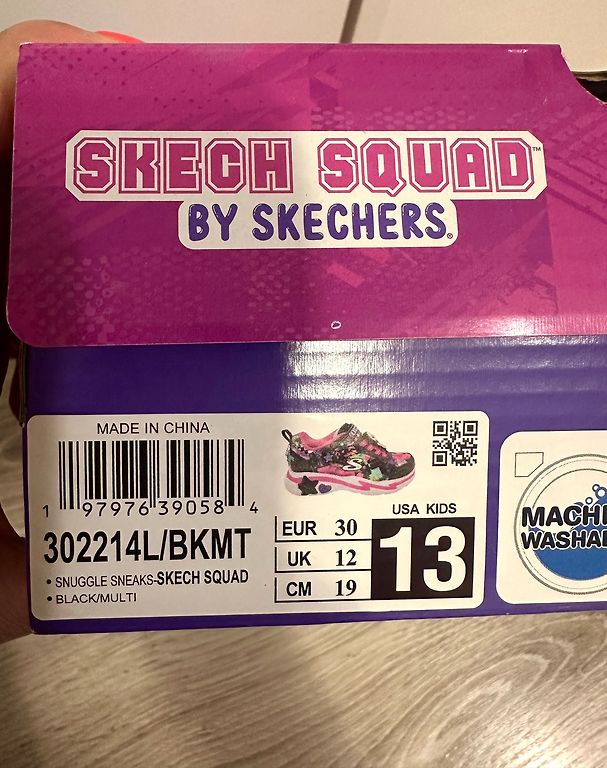 SKECH SQUAD™
BY SKECHERS®
MADE IN CHINA
1 97976 39058 4
302214L/BKMT
• SNUGGLE SNEAKS-SKECH SQUAD
• BLACK/MULTI
USA KIDS
EUR 30
UK 12
CM 19
13